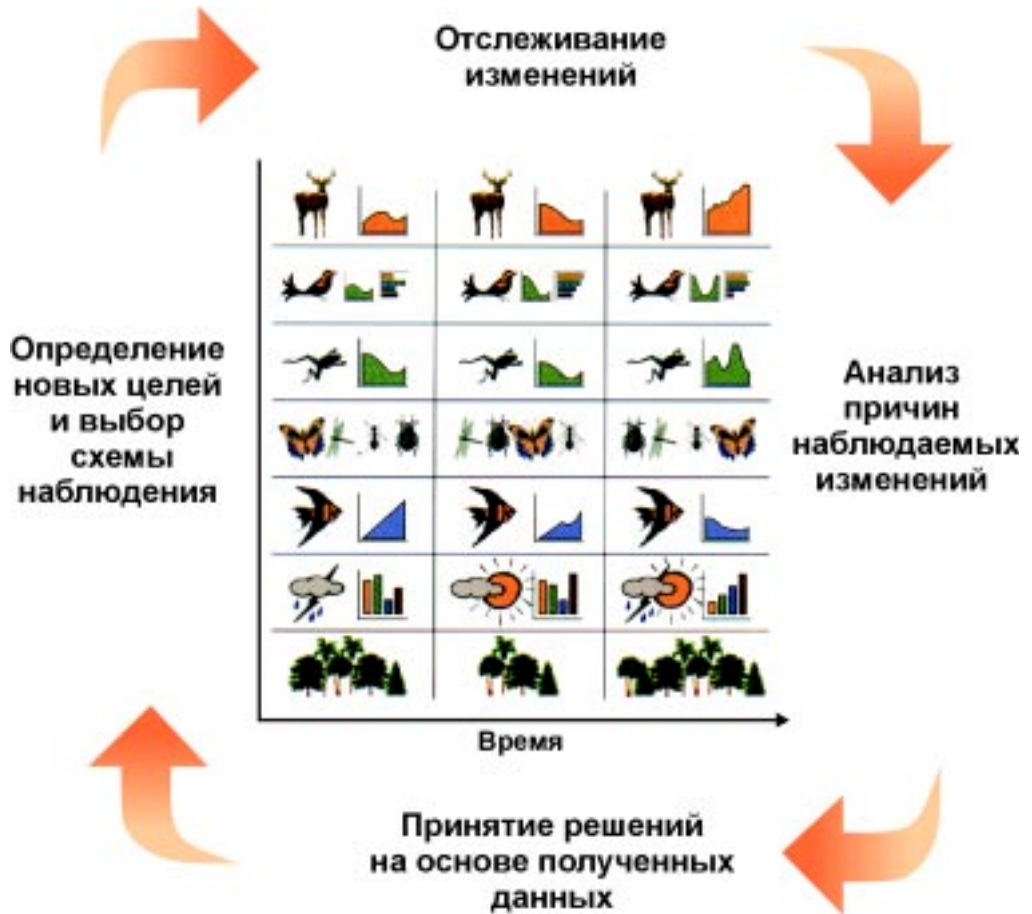 Отслеживание
изменений
Определение
новых целей
и выбор
схемы
наблюдения
Анализ
причин
наблюдаемых
изменений
Время
Принятие решений
на основе полученных
данных